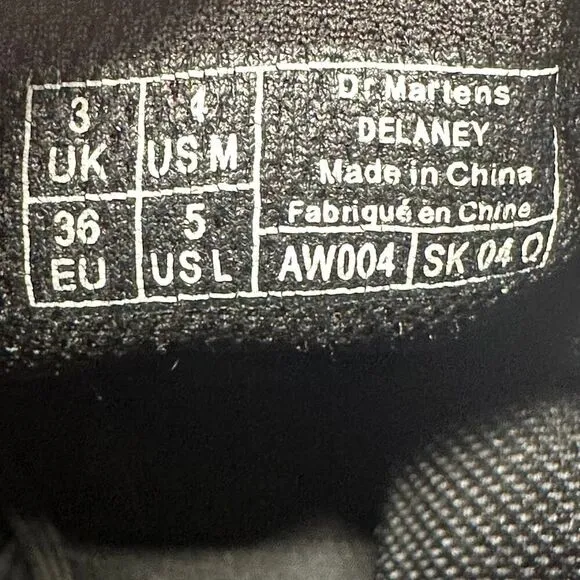 3
UK
4
US M
36
EU
5
US L
Dr Martens
DELANEY
Made in China
Fabriqué en Chine
AW004
SK 04 Q